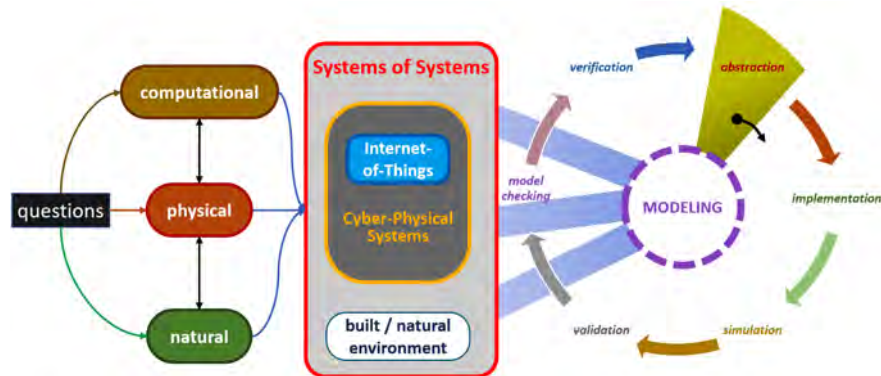 questions
computational
physical
natural
Systems of Systems
Internet-
of-Things
Cyber-Physical
Systems
built / natural
environment
MODELING
verification
abstraction
implementation
simulation
validation
model
checking